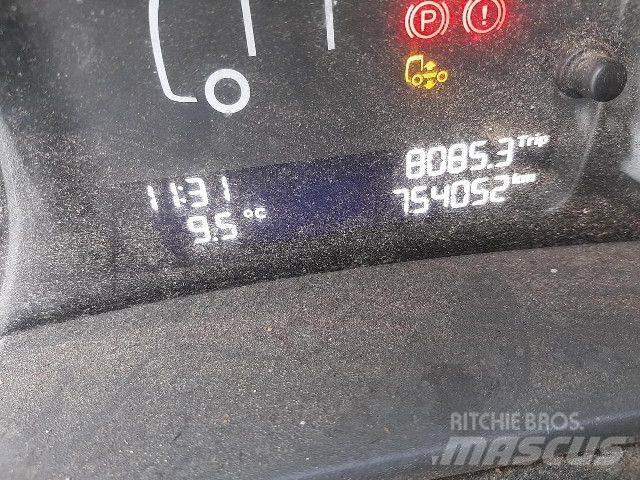 P !
8085.3 Trip
11:31
754052 km
9.5 °C
RITCHIE BROS.
MASCUS